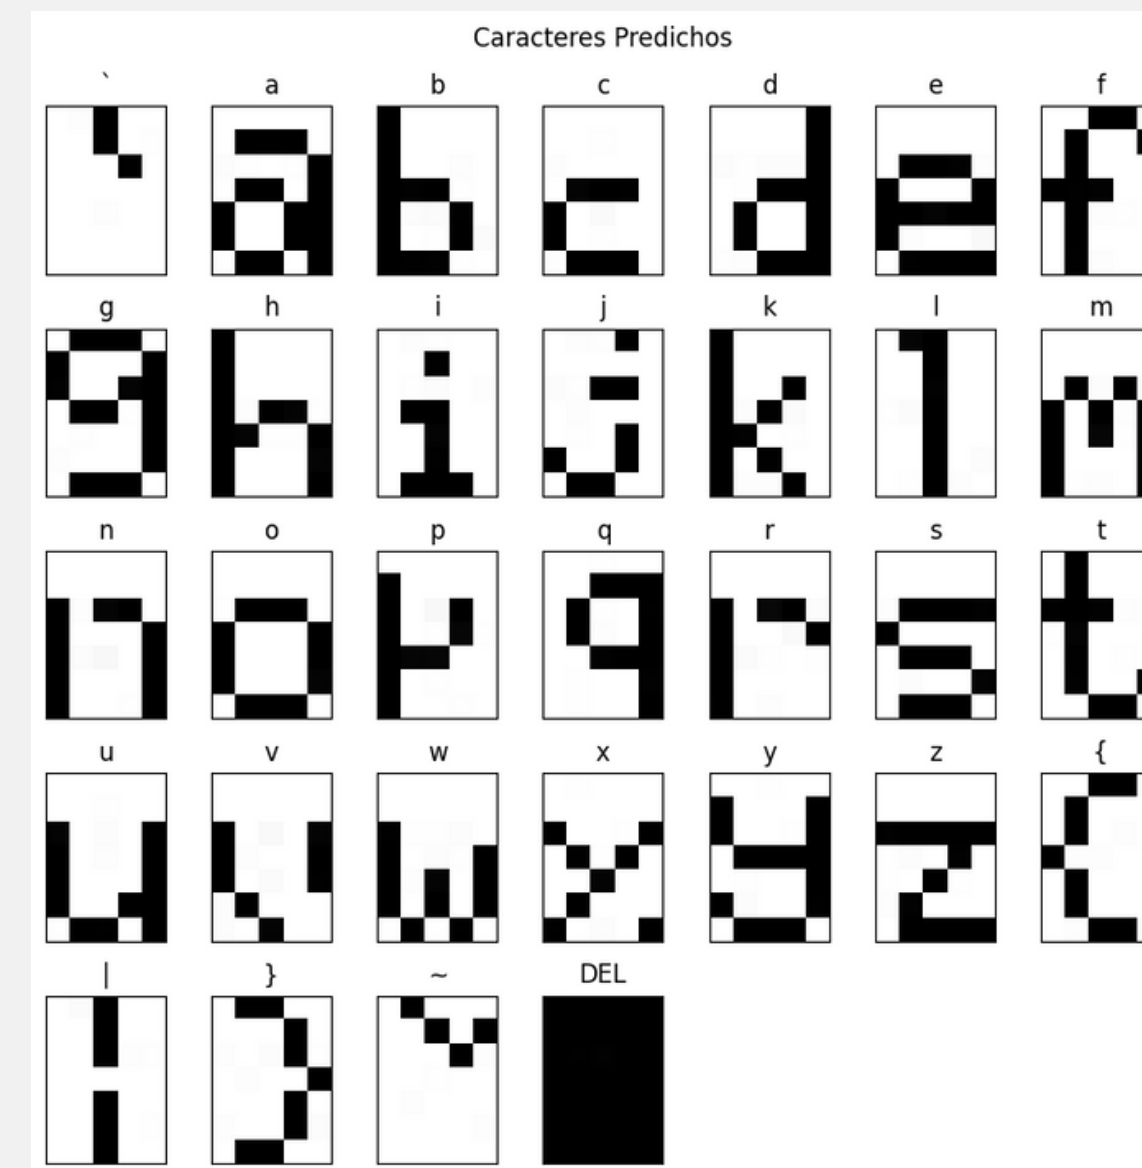 Caracteres Predichos
` a b c d e f
g h i j k l m
n o p q r s t
u v w x y z {
| } ~ DEL